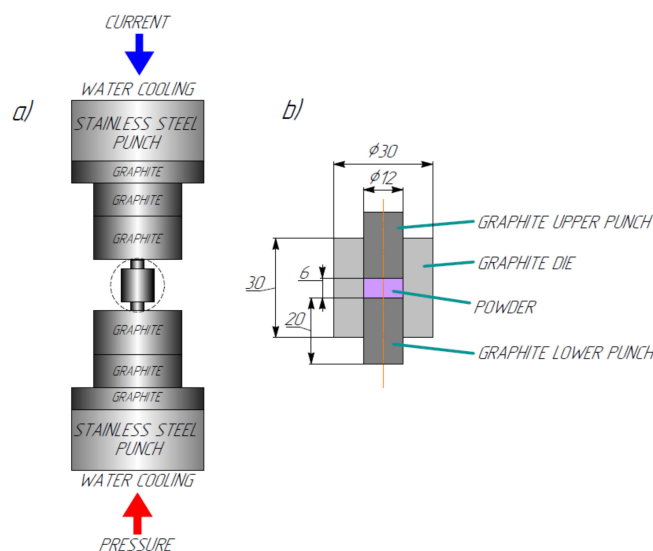 CURRENT
WATER COOLING
a)
STAINLESS STEEL
PUNCH
GRAPHITE
GRAPHITE
GRAPHITE
GRAPHITE
GRAPHITE
GRAPHITE
STAINLESS STEEL
PUNCH
WATER COOLING
PRESSURE
b)
ϕ30
ϕ12
GRAPHITE UPPER PUNCH
GRAPHITE DIE
30
6
POWDER
20
GRAPHITE LOWER PUNCH